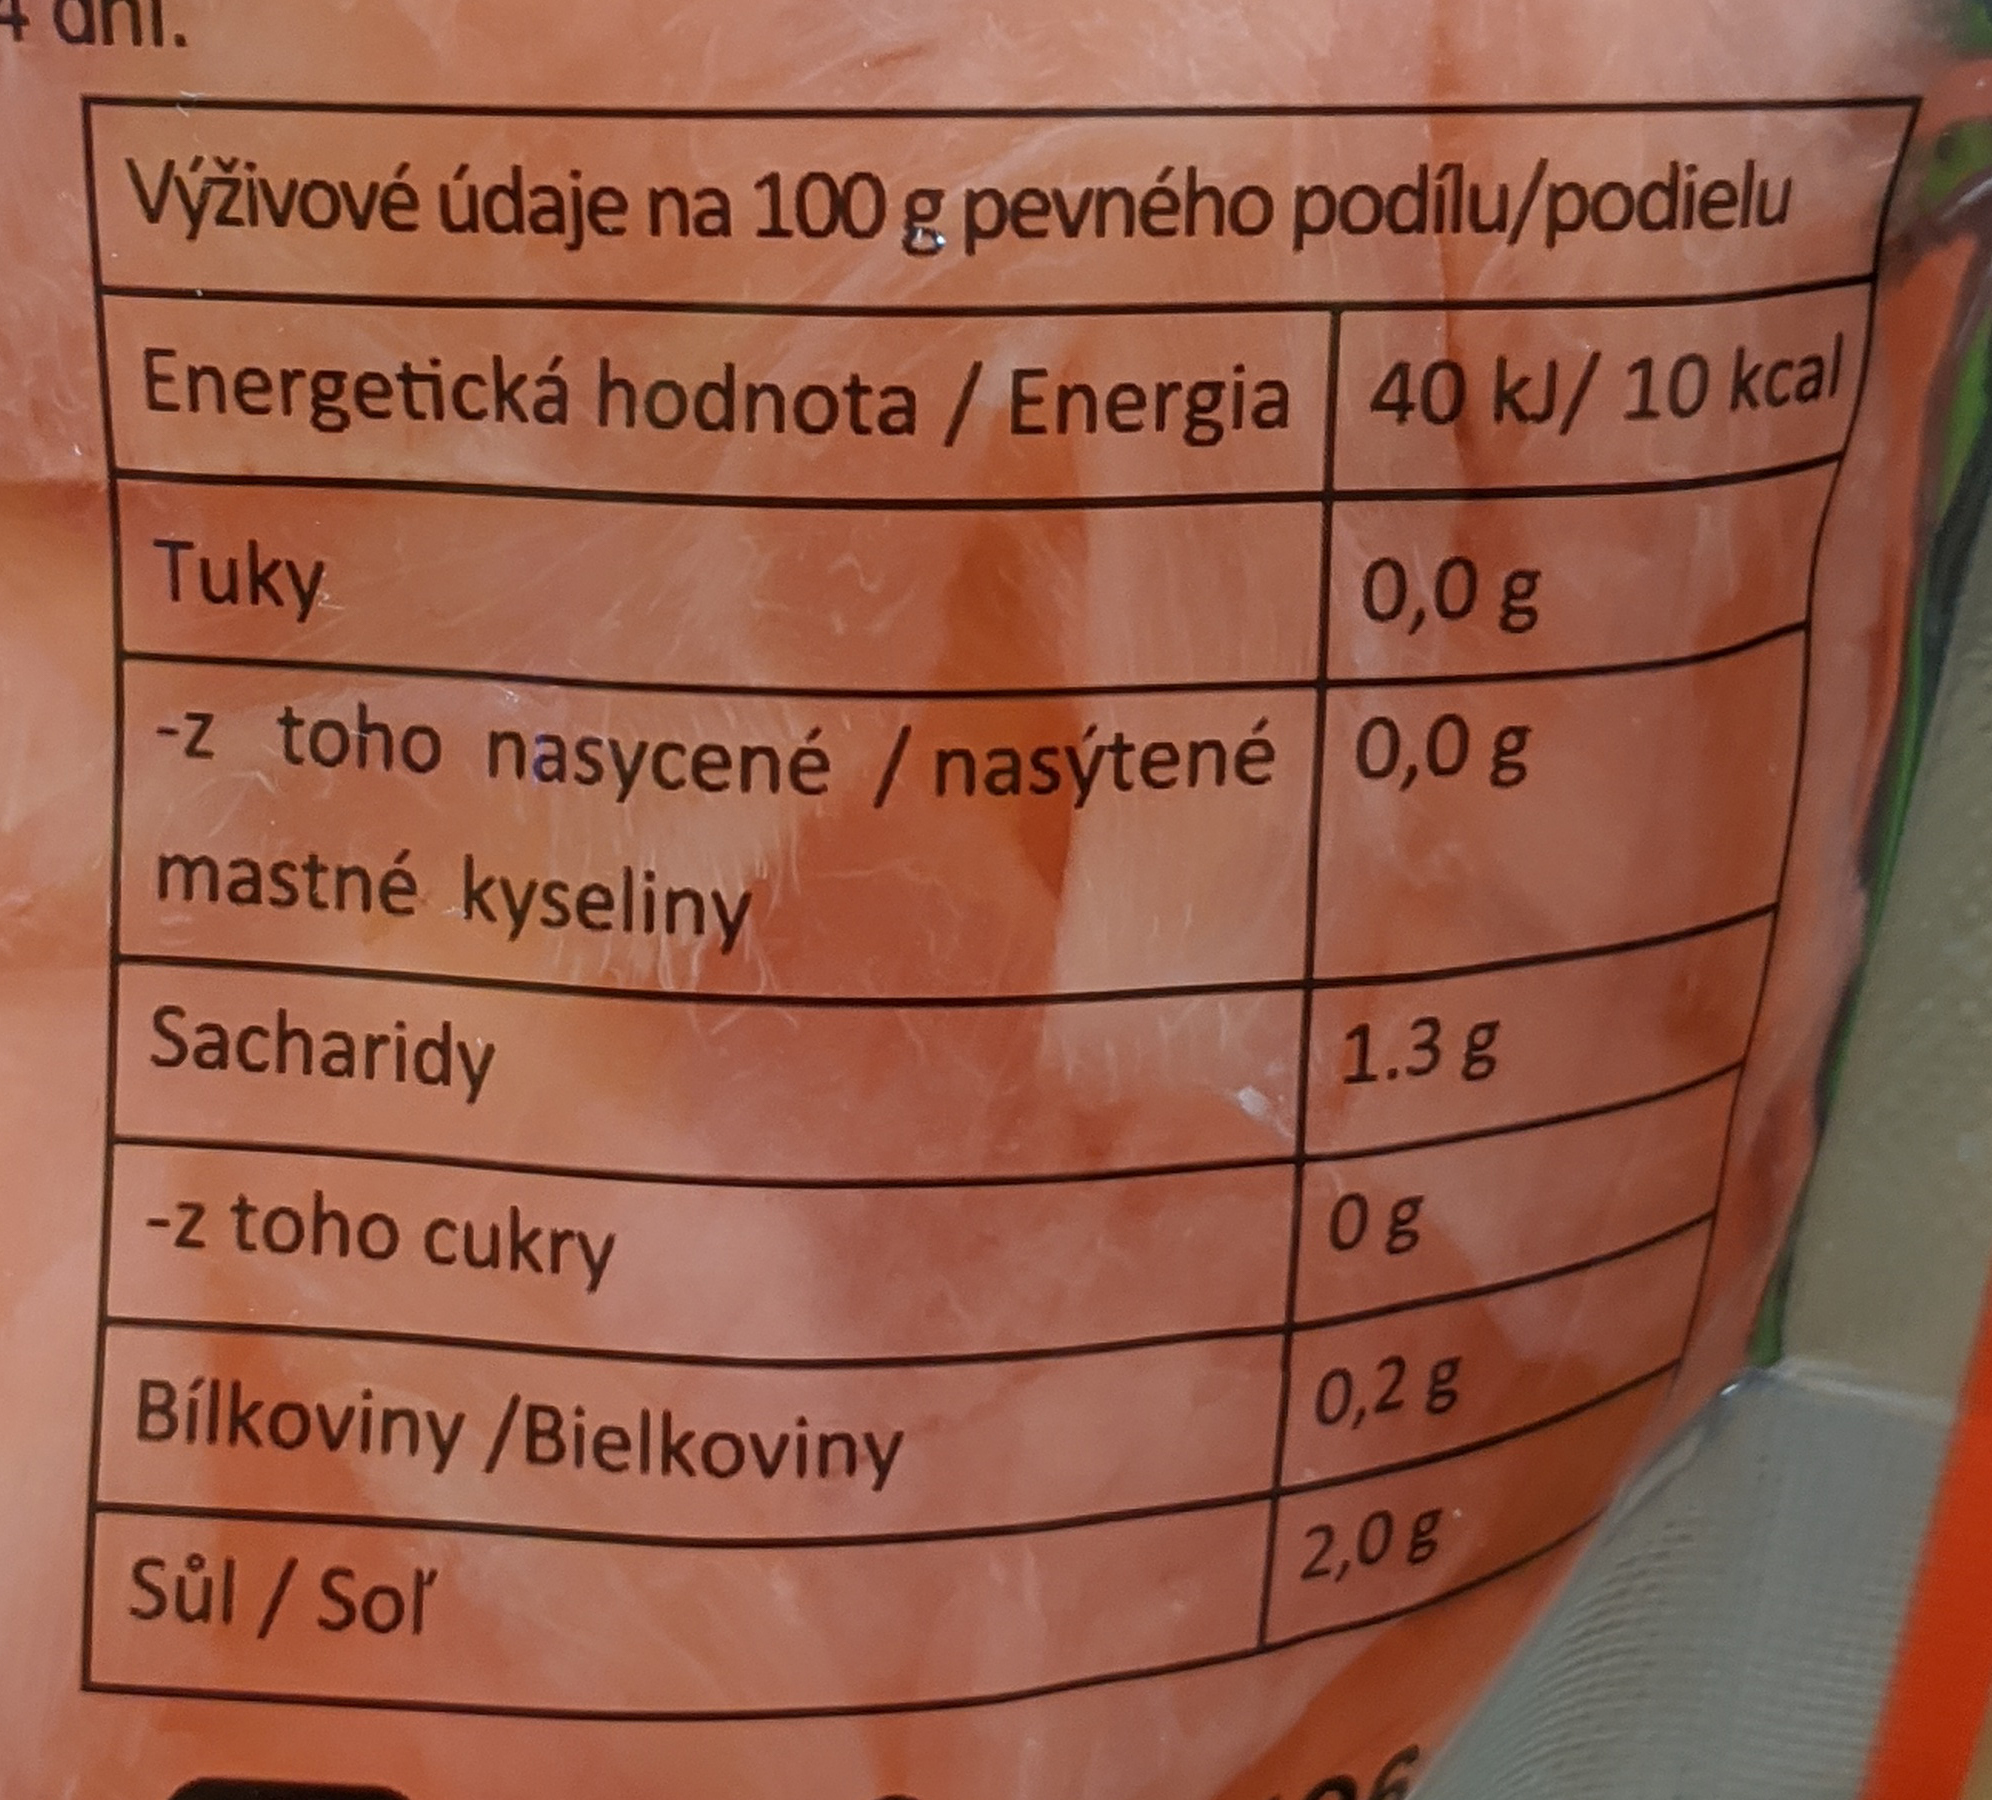 4 dní.
Výživové údaje na 100 g pevného podílu/podielu
Energetická hodnota / Energia 40 kJ/ 10 kcal
Tuky 0,0 g
-z toho nasycené / nasýtené 0,0 g
mastné kyseliny
Sacharidy 1.3 g
-z toho cukry 0 g
Bílkoviny /Bielkoviny 0,2 g
Sůl / Soľ 2,0 g